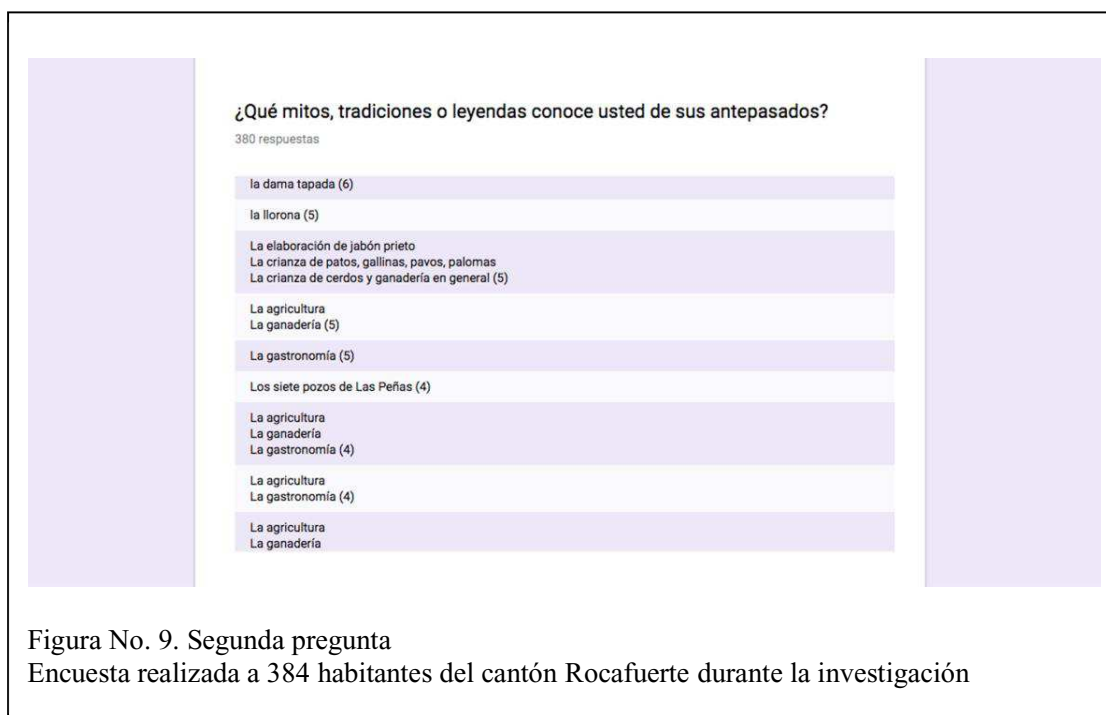 ¿Qué mitos, tradiciones o leyendas conoce usted de sus antepasados?
380 respuestas
la dama tapada (6)
la llorona (5)
La elaboración de jabón prieto
La crianza de patos, gallinas, pavos, palomas
La crianza de cerdos y ganadería en general (5)
La agricultura
La ganadería (5)
La gastronomía (5)
Los siete pozos de Las Peñas (4)
La agricultura
La ganadería
La gastronomía (4)
La agricultura
La gastronomía (4)
La agricultura
La ganadería
Figura No. 9. Segunda pregunta
Encuesta realizada a 384 habitantes del cantón Rocafuerte durante la investigación